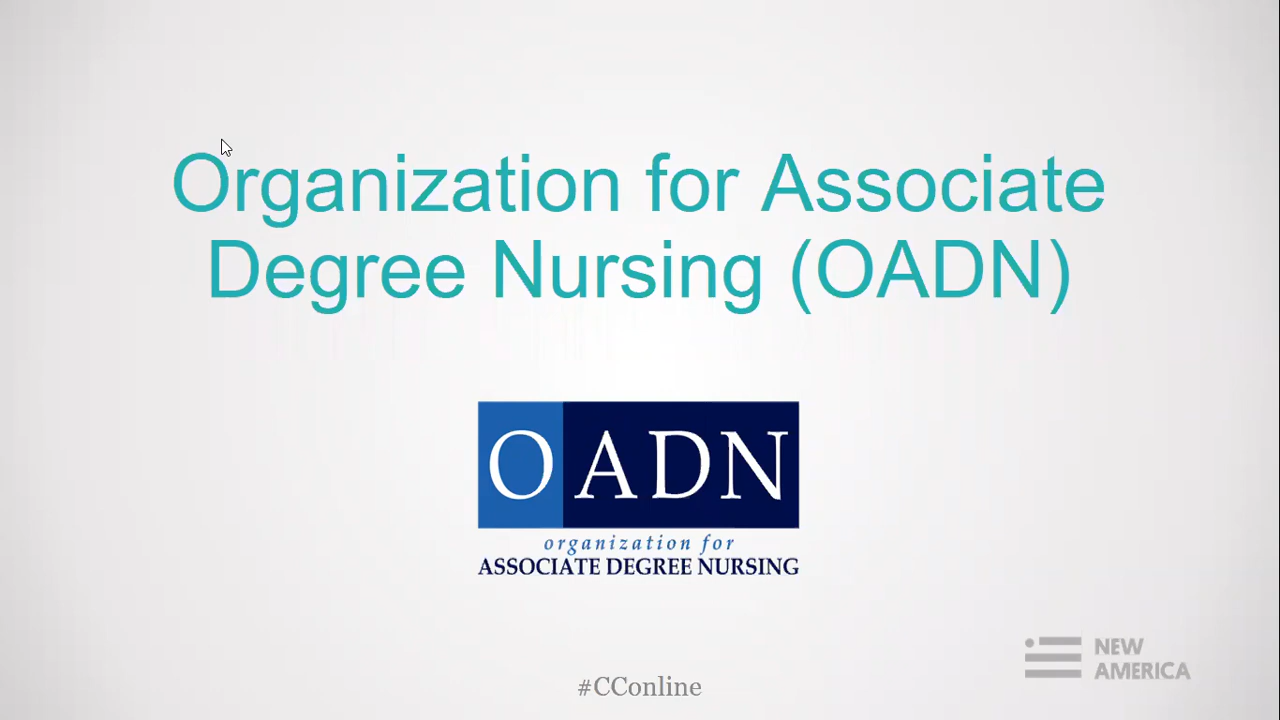 Organization for Associate
Degree Nursing (OADN)
OADN
organization for
ASSOCIATE DEGREE NURSING
#CConline
NEW
AMERICA